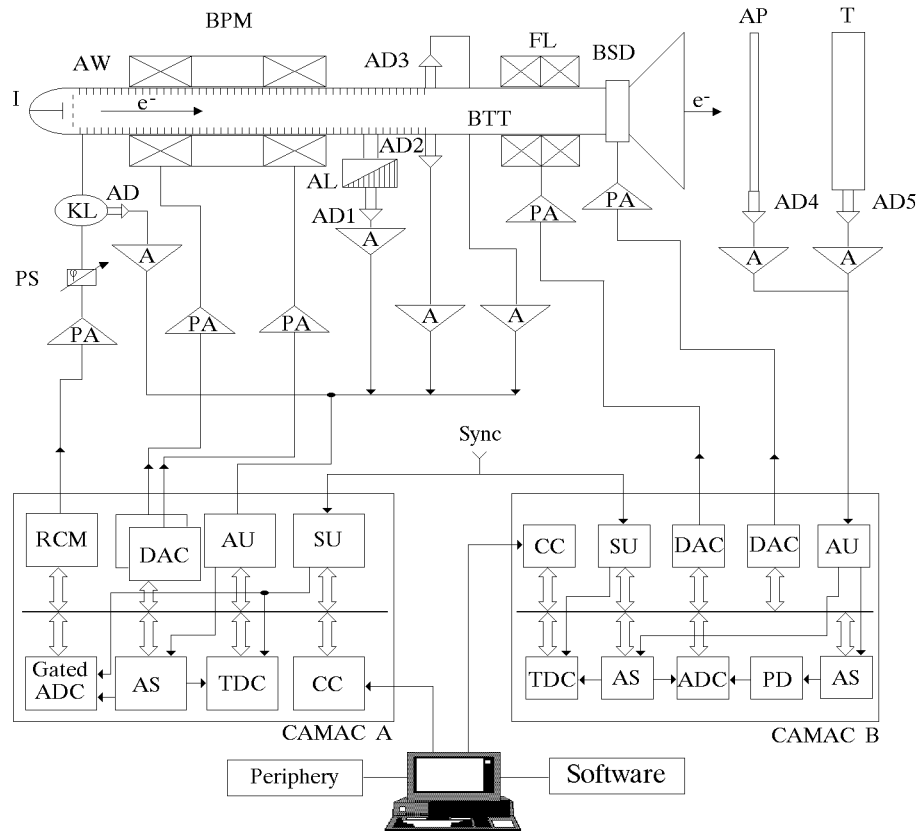 BPM
FL
AP
T
AW
AD3
BSD
I
e-
e-
BTT
AD2
AL
AD
KL
AD1
A
PA
PA
AD4
AD5
A
A
A
PS
PA
PA
PA
A
A
Sync
RCM
DAC
AU
SU
CC
SU
DAC
DAC
AU
Gated
ADC
AS
TDC
CC
TDC
AS
ADC
PD
AS
CAMAC A
CAMAC B
Periphery
Software